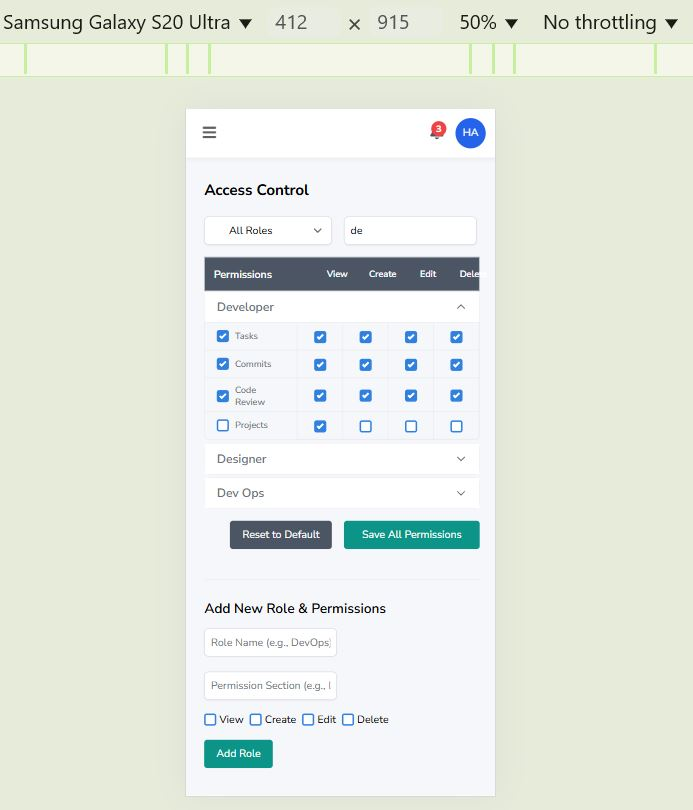 Samsung Galaxy S20 Ultra 412 × 915 50% No throttling
3 HA
Access Control
All Roles de
Permissions View Create Edit Dele
Developer
Tasks
Commits
Code
Review
Projects
Designer
Dev Ops
Reset to Default Save All Permissions
Add New Role & Permissions
Role Name (e.g., DevOps)
Permission Section (e.g.,
View Create Edit Delete
Add Role